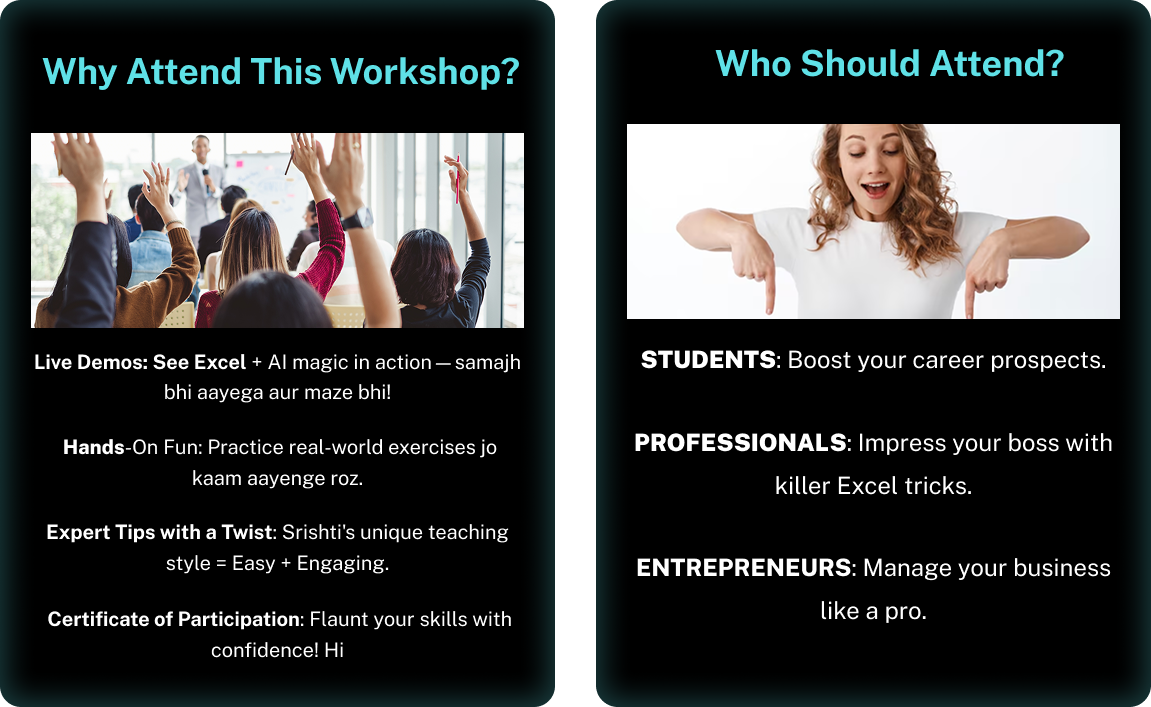 Why Attend This Workshop?
Live Demos: See Excel + AI magic in action — samajh
bhi aayega aur maze bhi!
Hands-On Fun: Practice real-world exercises jo
kaam aayenge roz.
Expert Tips with a Twist: Srishti's unique teaching
style = Easy + Engaging.
Certificate of Participation: Flaunt your skills with
confidence! Hi
Who Should Attend?
STUDENTS: Boost your career prospects.
PROFESSIONALS: Impress your boss with
killer Excel tricks.
ENTREPRENEURS: Manage your business
like a pro.